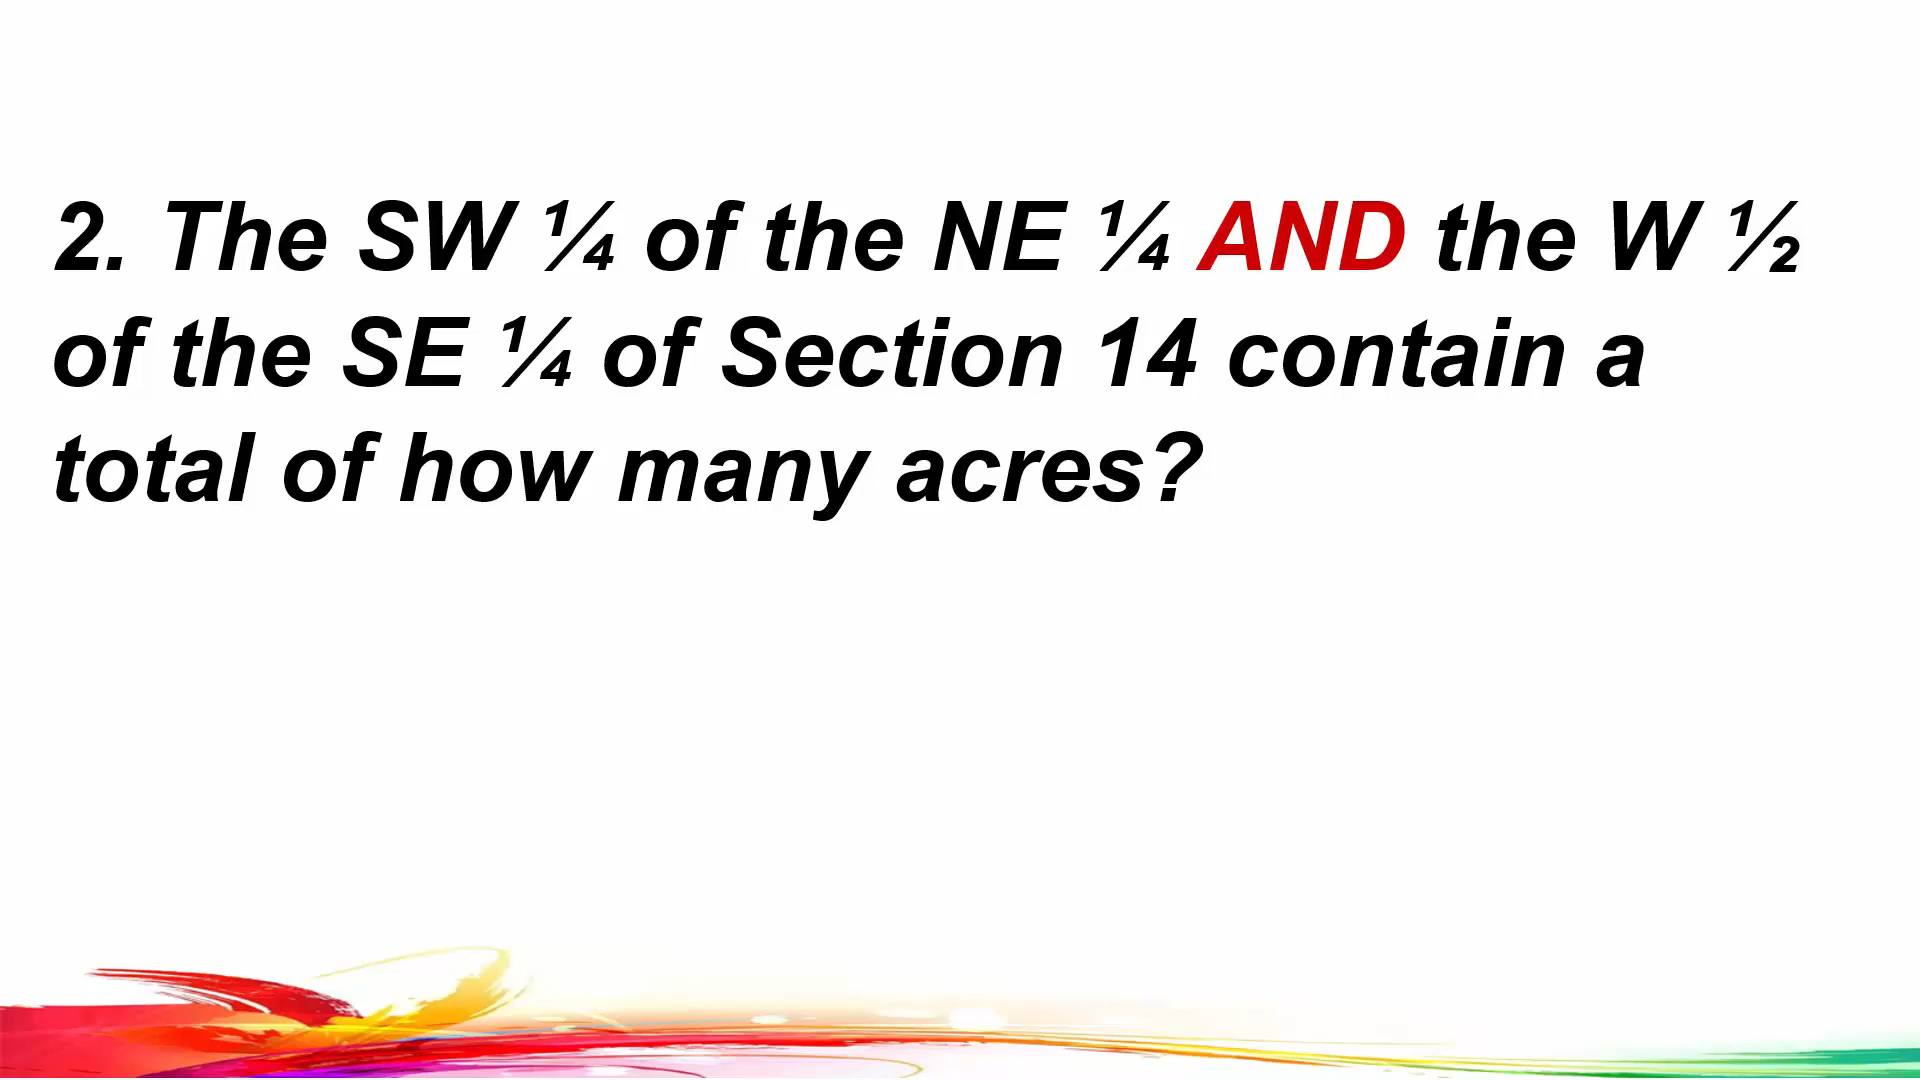 2. The SW ¼ of the NE ¼ AND the W ½
of the SE ¼ of Section 14 contain a
total of how many acres?